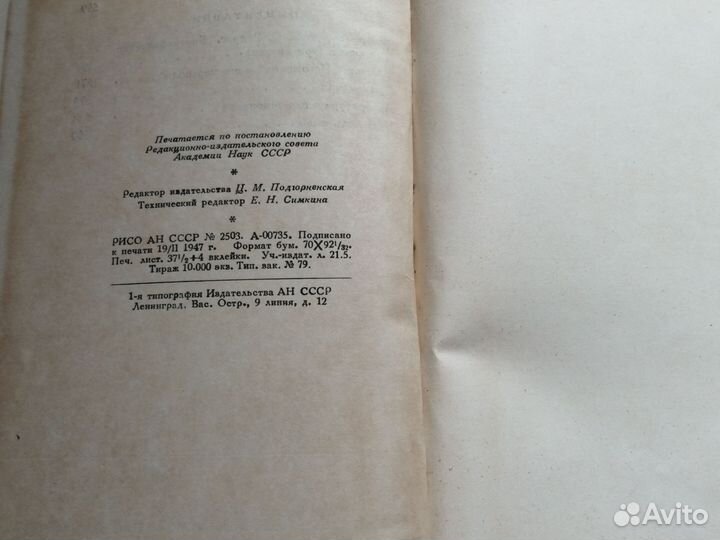 Печатается по постановлению
Редакционно-издательского совета
Академии Наук СССР
*
Редактор издательства Ц. М. Подгорненская
Технический редактор Е. Н. Симкина
*
РИСО АН СССР № 2503. А-00735. Подписано
к печати 19/II 1947 г. Формат бум. 70×92¹/₃₂.
Печ. лист. 37¹/₂+4 вклейки. Уч.-издат. л. 21.5.
Тираж 10.000 экз. Тип. зак. № 79.
1-я типография Издательства АН СССР
Ленинград, Вас. Остр., 9 линия, д. 12
Avito